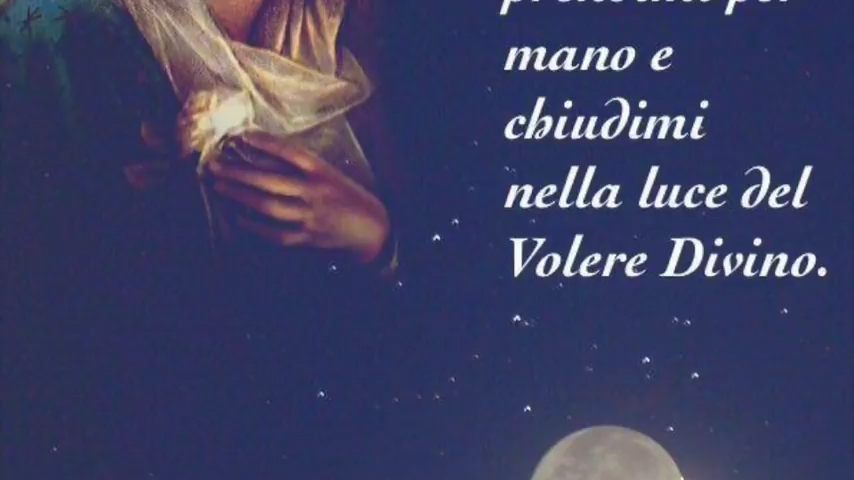 mano e
chiudimi
nella luce del
Volere Divino.